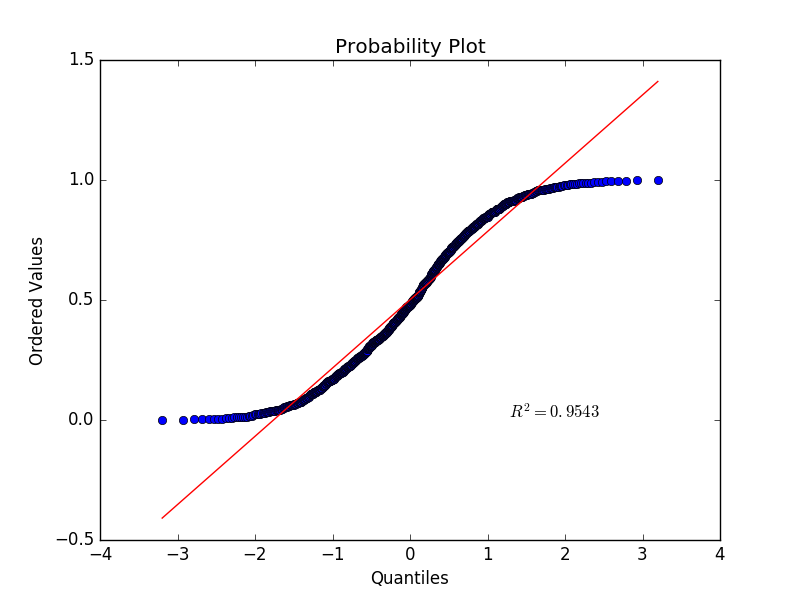 Probability Plot
1.5
1.0
0.5
0.0
−0.5
Ordered Values
R² = 0.9543
−4 −3 −2 −1 0 1 2 3 4
Quantiles